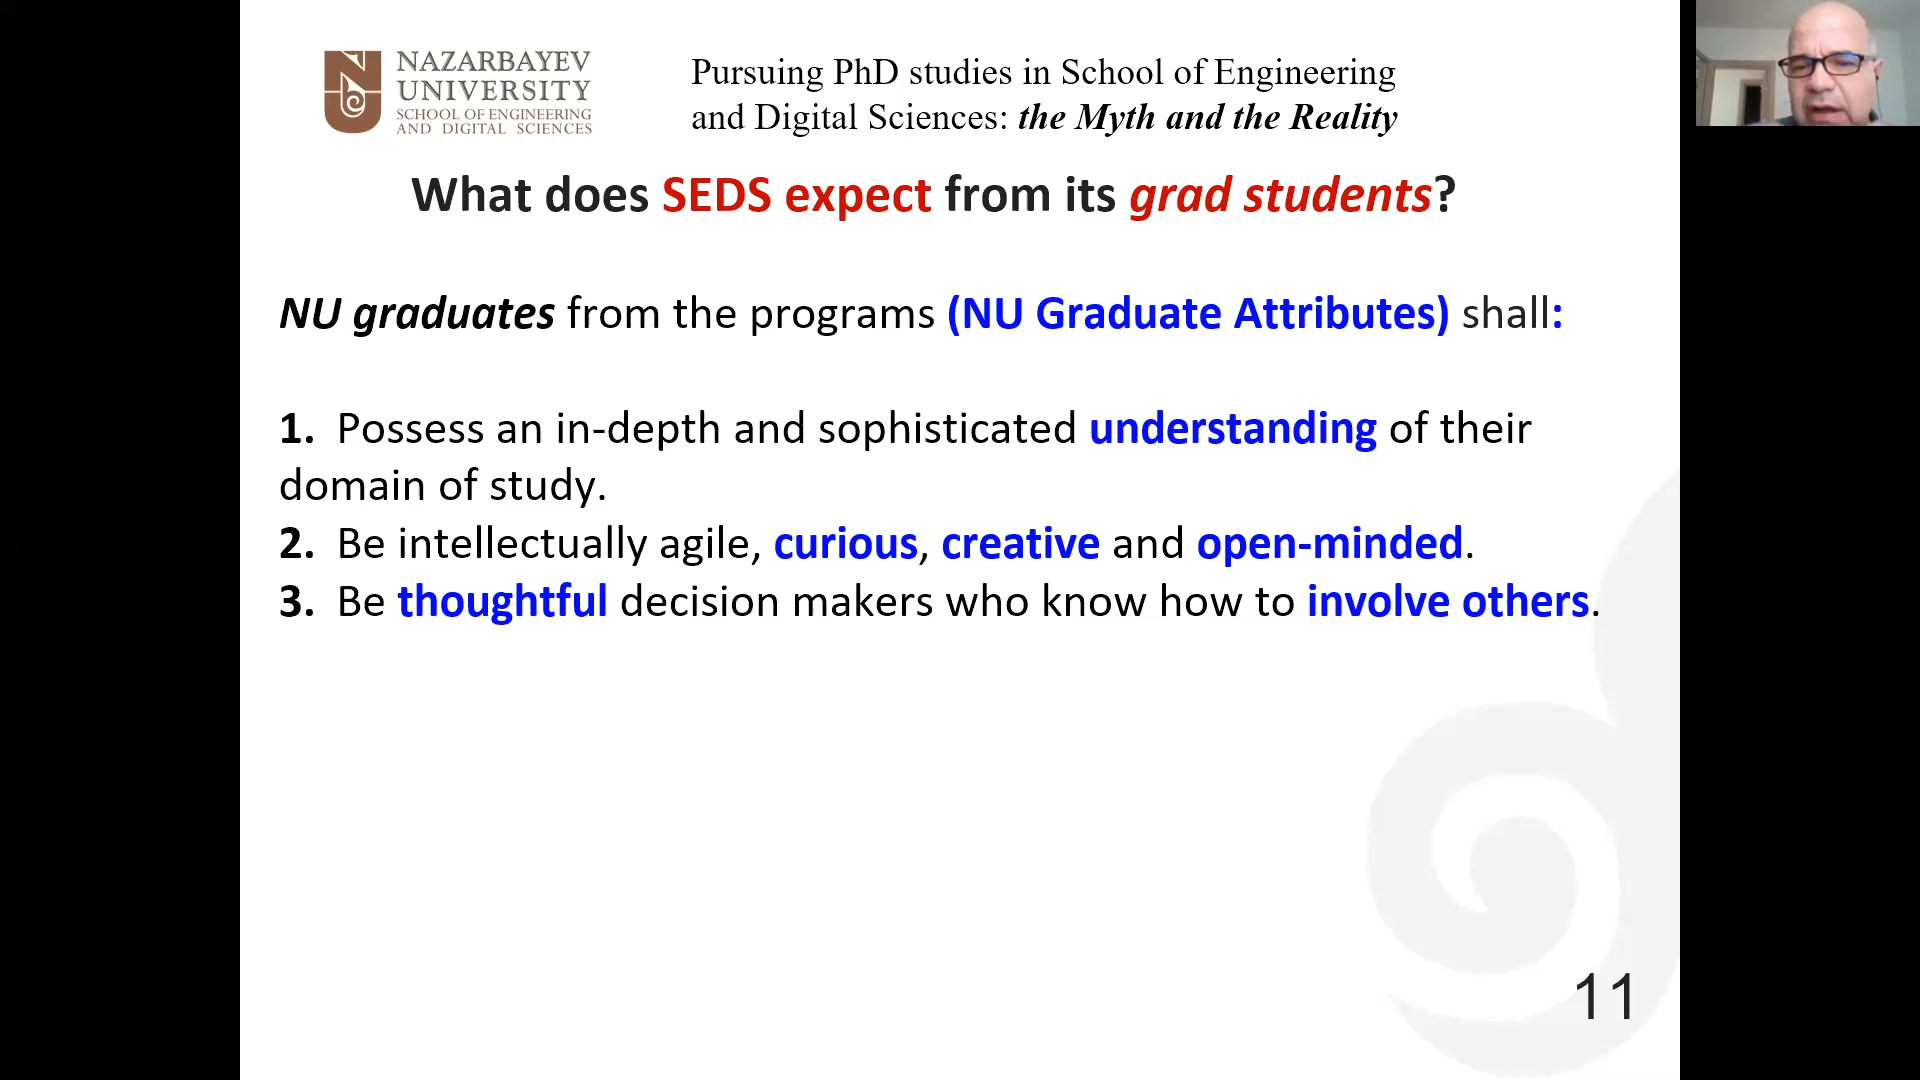 NAZARBAYEV
UNIVERSITY
SCHOOL OF ENGINEERING
AND DIGITAL SCIENCES
Pursuing PhD studies in School of Engineering
and Digital Sciences: the Myth and the Reality
What does SEDS expect from its grad students?
NU graduates from the programs (NU Graduate Attributes) shall:
1. Possess an in-depth and sophisticated understanding of their
domain of study.
2. Be intellectually agile, curious, creative and open-minded.
3. Be thoughtful decision makers who know how to involve others.
11